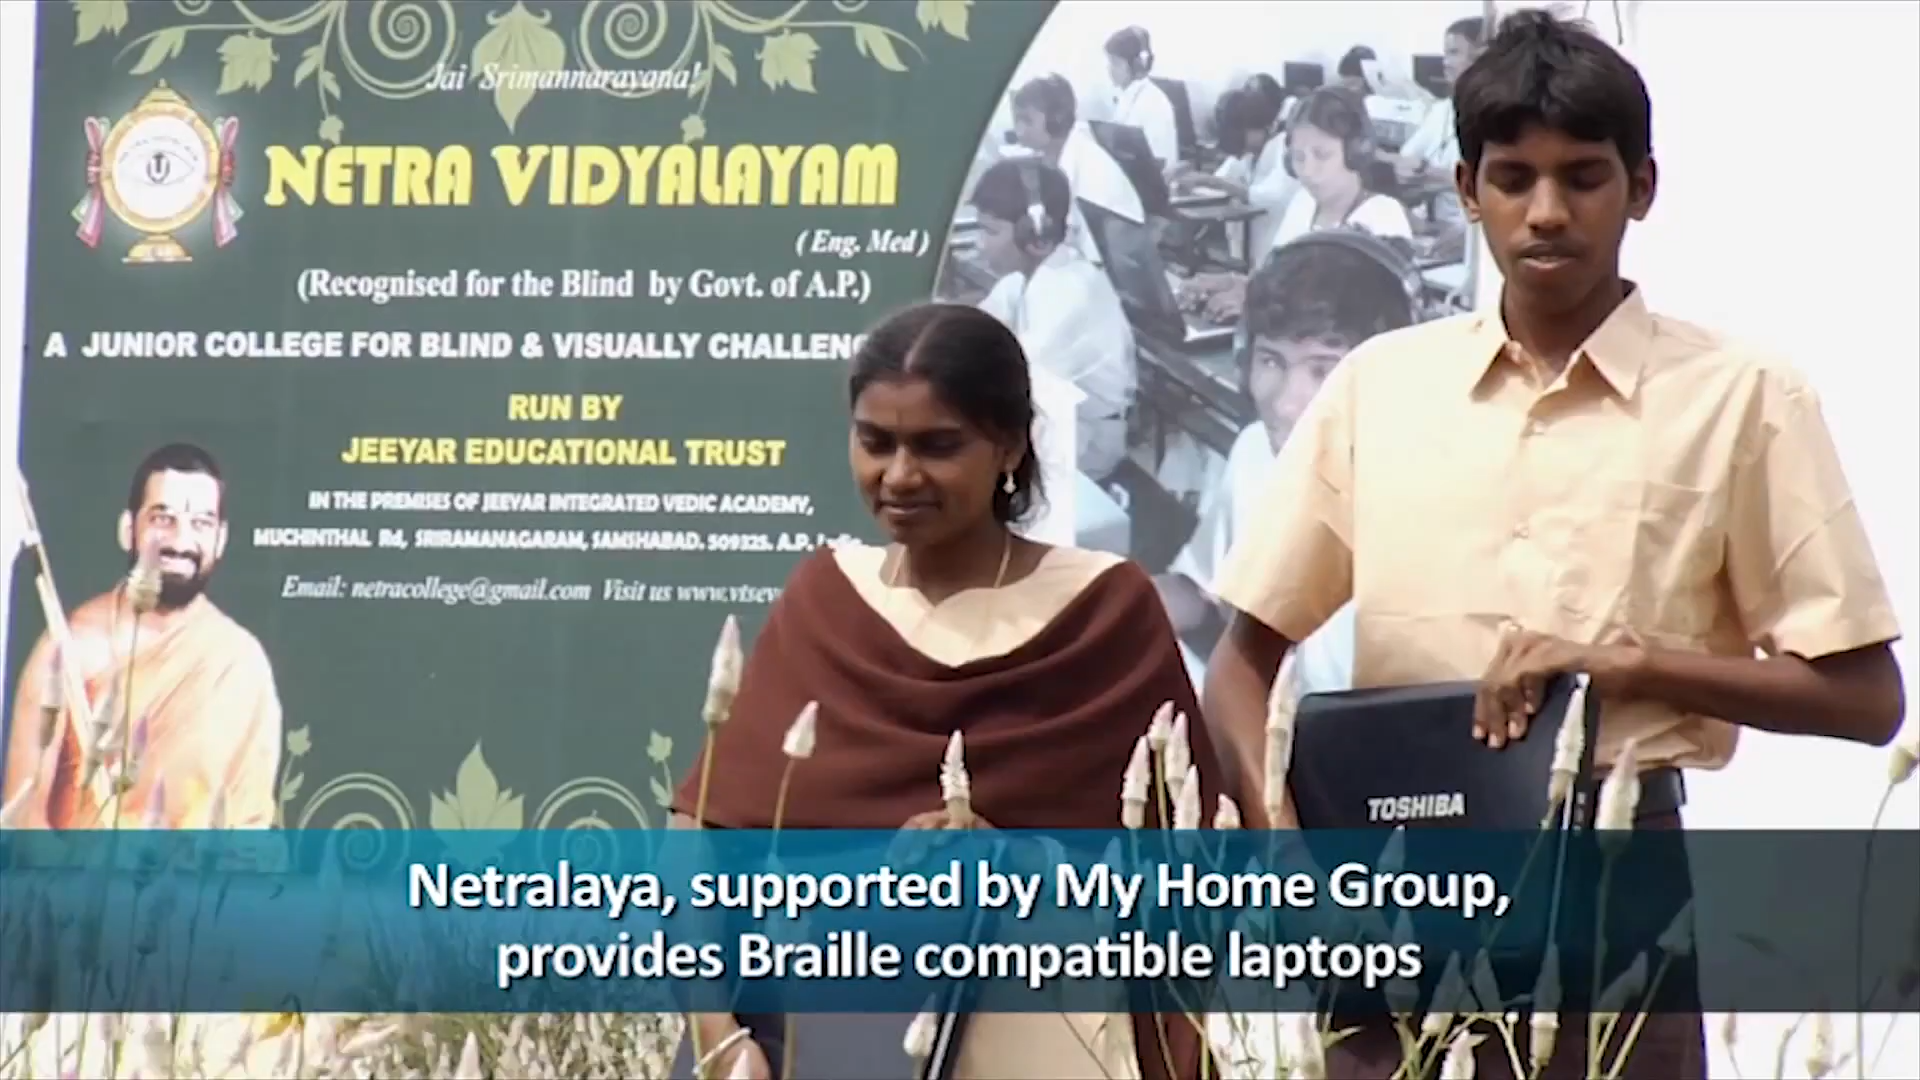 Jai Srimannarayana!
NETRA VIDYALAYAM
(Eng. Med)
(Recognised for the Blind by Govt. of A.P.)
A JUNIOR COLLEGE FOR BLIND & VISUALLY CHALLENG
RUN BY
JEEYAR EDUCATIONAL TRUST
IN THE PREMISES OF JEEYAR INTEGRATED VEDIC ACADEMY,
MUCHINTHAL Rd, SRIRAMANAGARAM, SAMSHABAD. 509325. A.P.
Email: netracollege@gmail.com Visit us www.vtsev
TOSHIBA
Netralaya, supported by My Home Group,
provides Braille compatible laptops